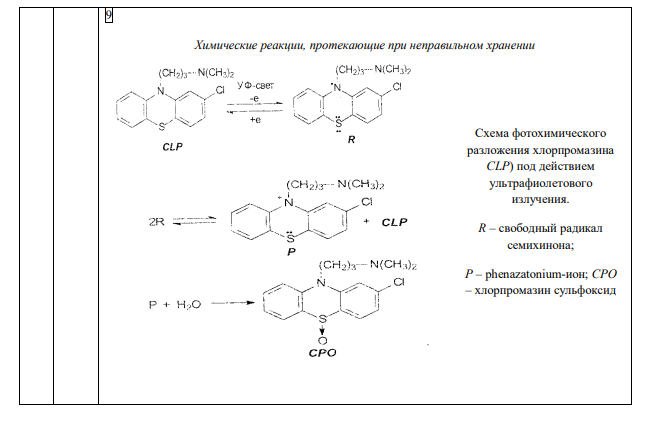 9
Химические реакции, протекающие при неправильном хранении
(CH₂)₃--- N(CH₃)₂
N
Cl
S
CLP
УФ-свет
-e
+e
(CH₂)₃--- N(CH₃)₂
N
Cl
S
R
2R
(CH₂)₃--- N(CH₃)₂
+
N
Cl
S
P
+ CLP
P + H₂O
(CH₂)₃— N(CH₃)₂
N
Cl
S
O
CPO
Схема фотохимического
разложения хлорпромазина
CLP) под действием
ультрафиолетового
излучения.
R – свободный радикал
семихинона;
P – phenazatonium-ион; CPO
– хлорпромазин сульфоксид